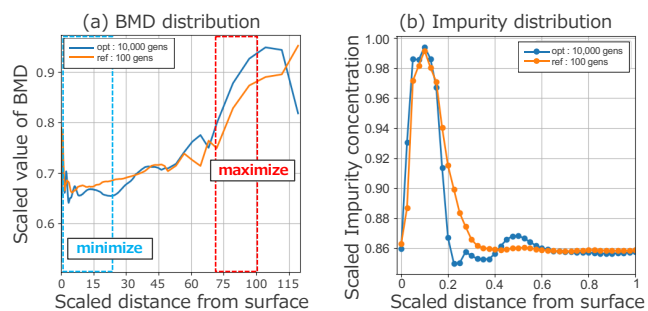 (a) BMD distribution
opt : 10,000 gens
ref : 100 gens
0.9
0.8
0.7
0.6
Scaled value of BMD
maximize
minimize
0 15 30 45 60 75 90 100 115
Scaled distance from surface
(b) Impurity distribution
opt : 10,000 gens
ref : 100 gens
1.00
0.98
0.96
0.94
0.92
0.90
0.88
0.86
Scaled Impurity concentration
0 0.2 0.4 0.6 0.8 1
Scaled distance from surface